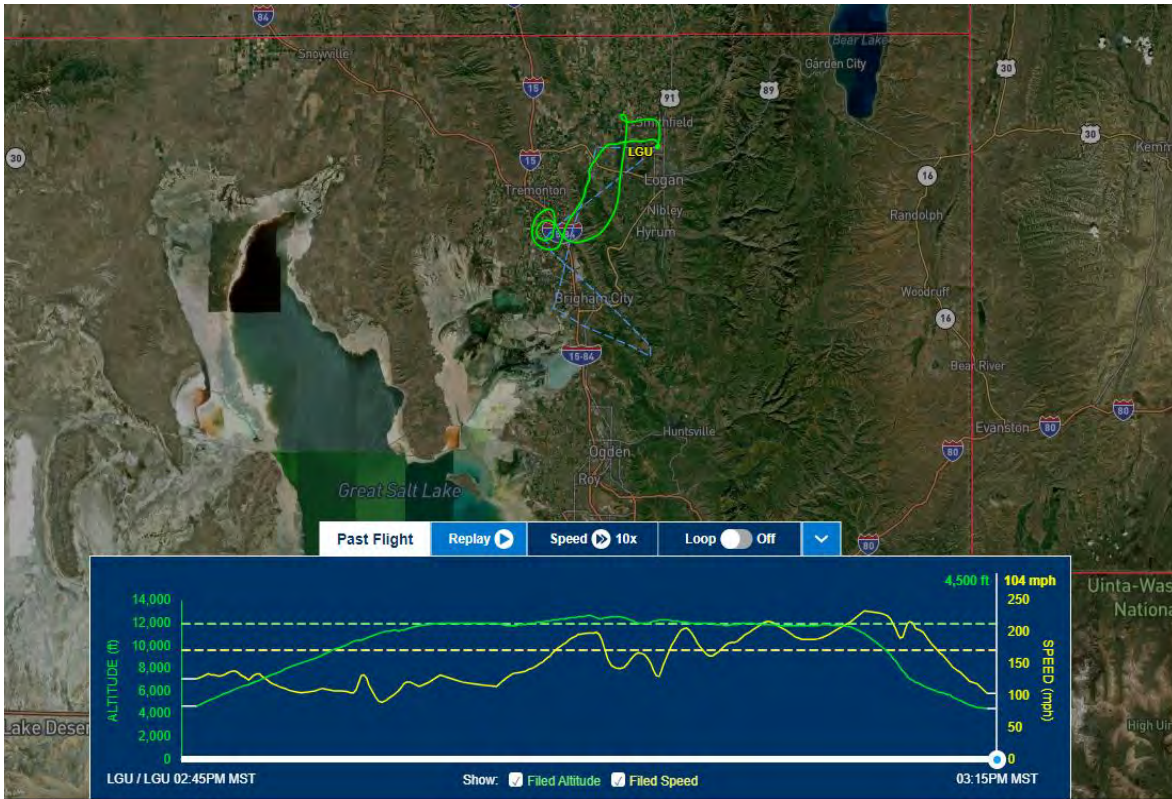 84
Snowville
Bear Lake
Garden City
30
15
91
89
Smithfield
30
30
Kemm
15
LGU
Logan
16
Tremonton
Nibley
Randolph
Hyrum
Woodruff
Brigham City
16
15-84
Bear River
80
Evanston
80
Huntsville
80
Ogden
Roy
Great Salt Lake
Past Flight Replay Speed 10x Loop Off
80
4,500 ft 104 mph
Uinta-Was
Nationa
14,000 250
12,000
200
10,000
150
8,000
ALTITUDE (ft) SPEED (mph)
6,000
100
4,000
50
2,000
Lake Deser
High Uin
0 0
LGU / LGU 02:45PM MST Show: Filed Altitude Filed Speed 03:15PM MST